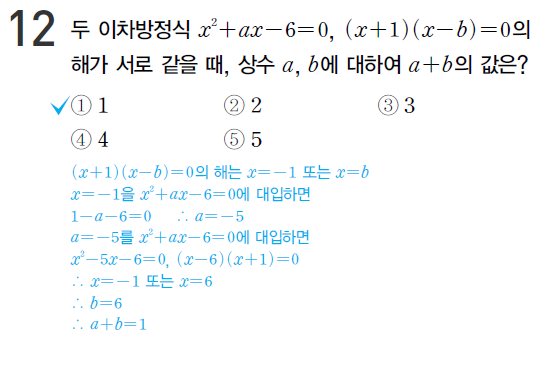 12 두 이차방정식 x²+ax-6=0, (x+1)(x-b)=0의
해가 서로 같을 때, 상수 a, b에 대하여 a+b의 값은?
① 1 ② 2 ③ 3
④ 4 ⑤ 5
(x+1)(x-b)=0의 해는 x=-1 또는 x=b
x=-1을 x²+ax-6=0에 대입하면
1-a-6=0 ∴ a=-5
a=-5를 x²+ax-6=0에 대입하면
x²-5x-6=0, (x-6)(x+1)=0
∴ x=-1 또는 x=6
∴ b=6
∴ a+b=1